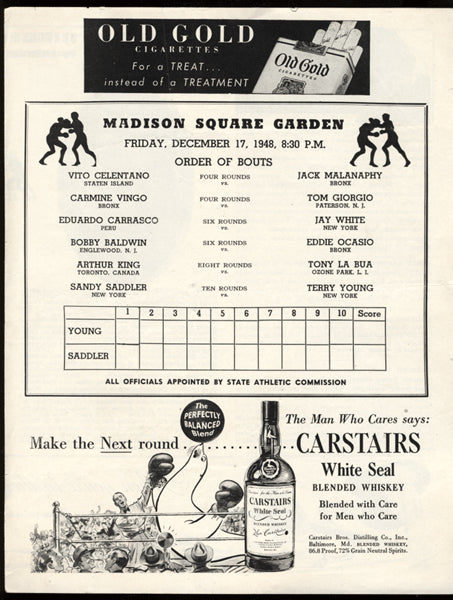 OLD GOLD
CIGARETTES
For a TREAT...
instead of a TREATMENT
Old Gold
CIGARETTES
MADISON SQUARE GARDEN
FRIDAY, DECEMBER 17, 1948, 8:30 P.M.
ORDER OF BOUTS
VITO CELENTANO FOUR ROUNDS JACK MALANAPHY
STATEN ISLAND vs. BRONX
CARMINE VINGO FOUR ROUNDS TOM GIORGIO
BRONX vs. PATERSON, N. J.
EDUARDO CARRASCO SIX ROUNDS JAY WHITE
PERU vs. NEW YORK
BOBBY BALDWIN SIX ROUNDS EDDIE OCASIO
ENGLEWOOD, N. J. vs. BRONX
ARTHUR KING EIGHT ROUNDS TONY LA BUA
TORONTO, CANADA vs. OZONE PARK, L. I.
SANDY SADDLER TEN ROUNDS TERRY YOUNG
NEW YORK vs. NEW YORK
1 2 3 4 5 6 7 8 9 10 Score
YOUNG
SADDLER
ALL OFFICIALS APPOINTED BY STATE ATHLETIC COMMISSION
The
PERFECTLY
BALANCED
Blend
Make the Next round..........
The Man Who Cares says:
CARSTAIRS
White Seal
BLENDED WHISKEY
Blended with Care
for Men who Care
Carstairs Bros. Distilling Co., Inc.,
Baltimore, Md. BLENDED WHISKEY,
86.8 Proof, 72% Grain Neutral Spirits.
CARSTAIRS
White Seal
BLENDED WHISKEY